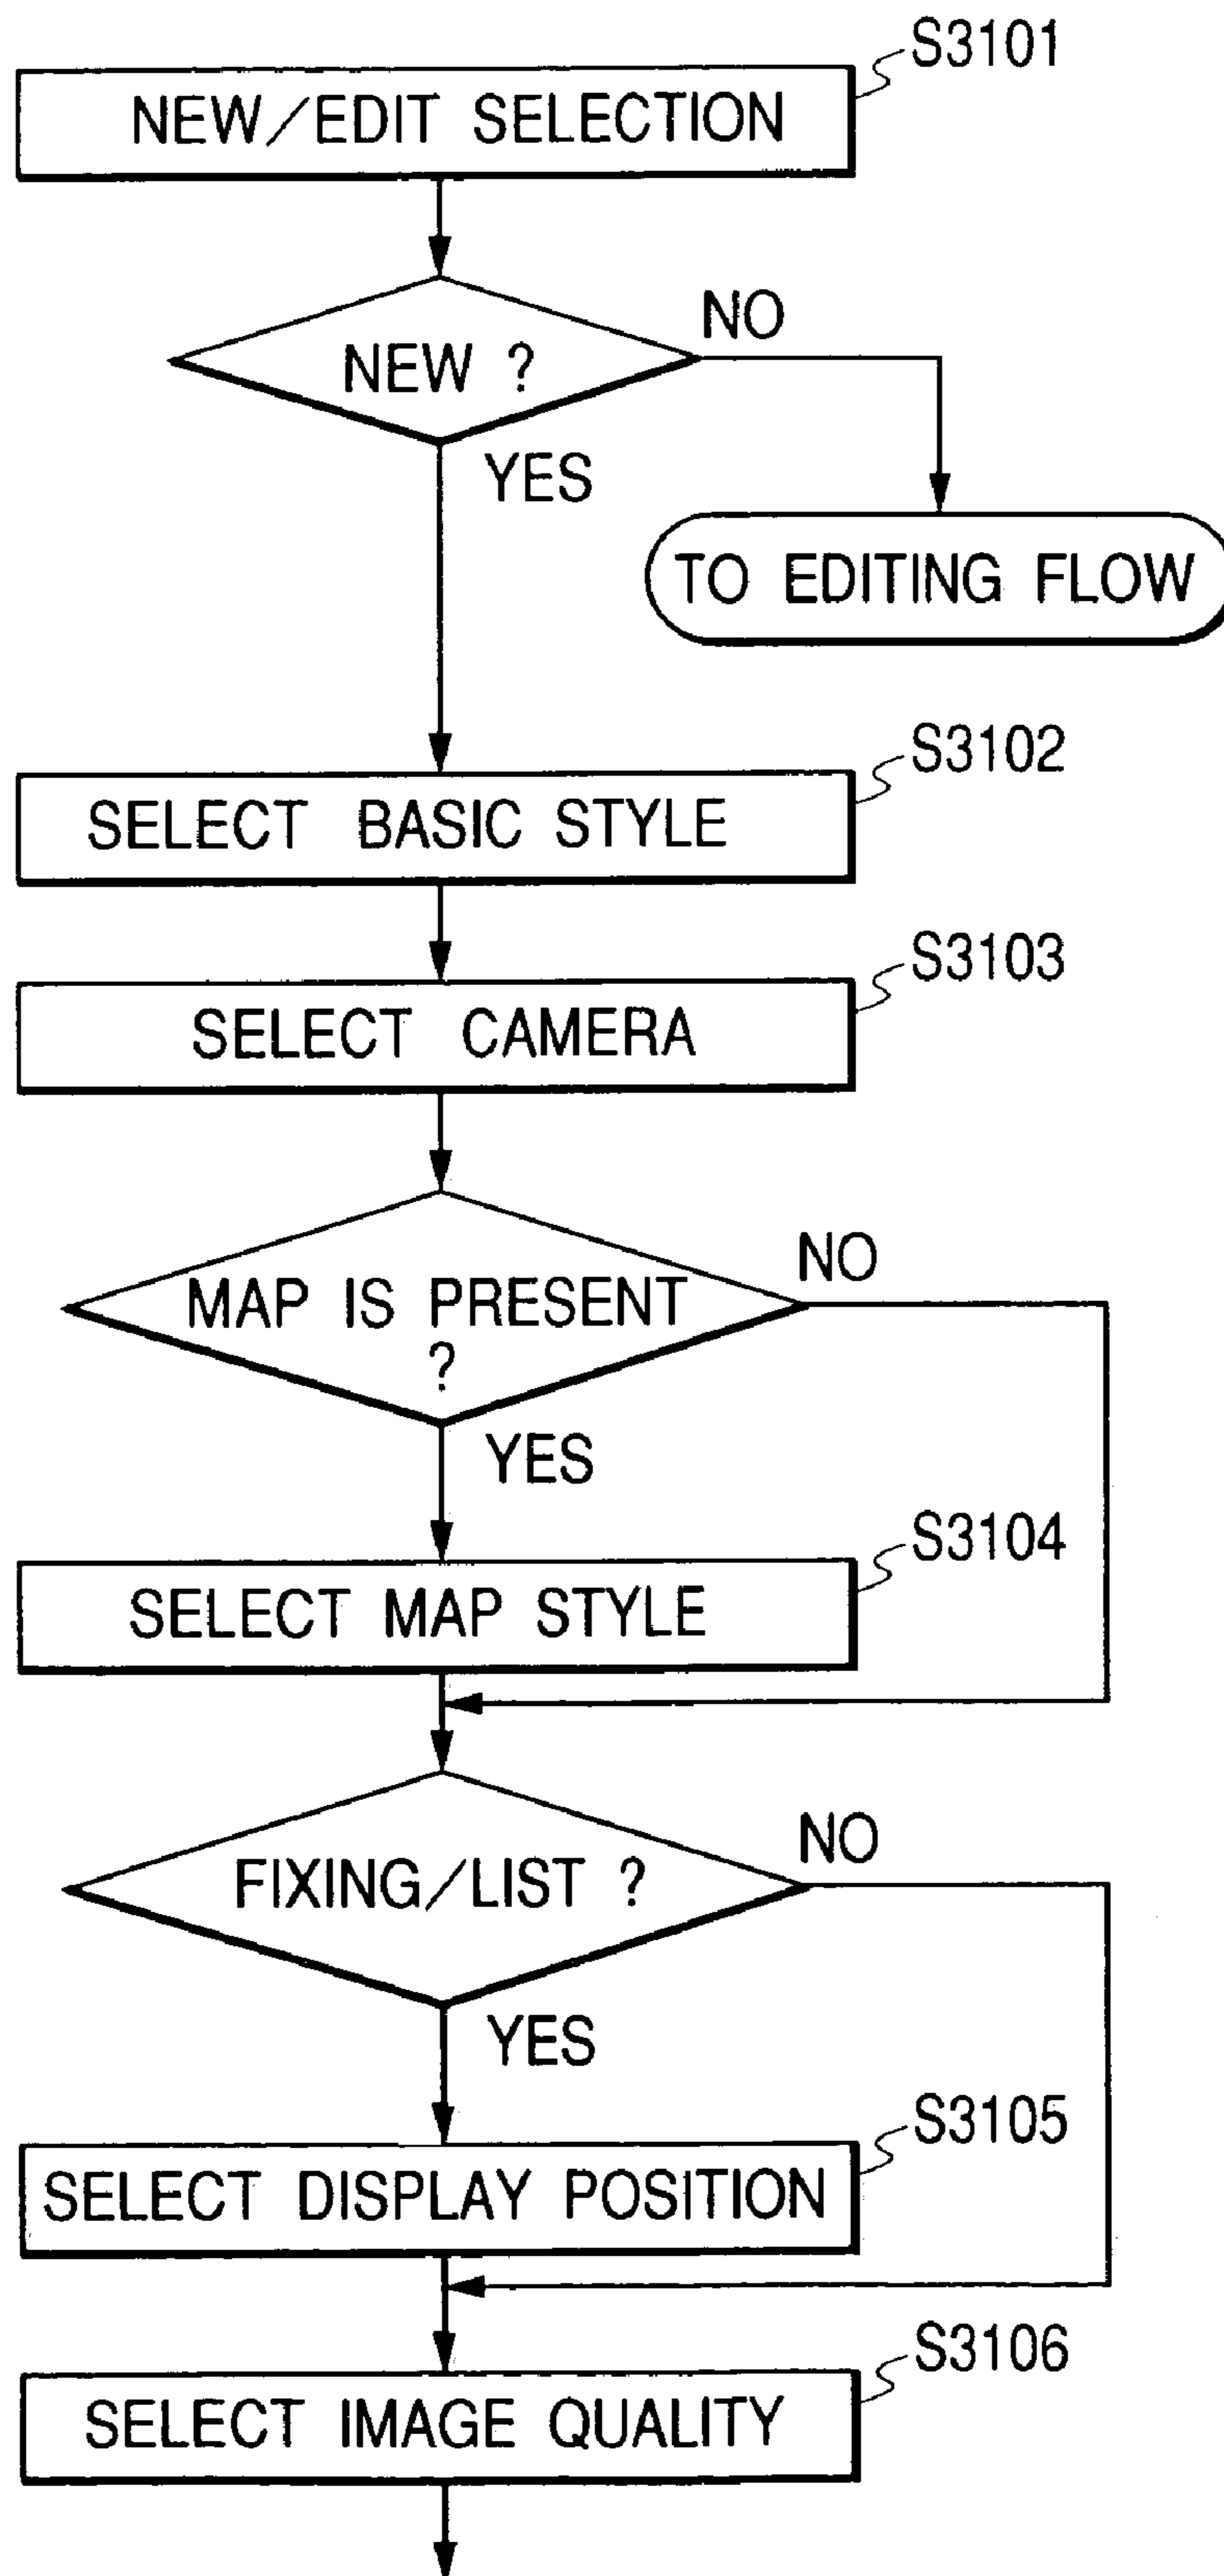 S3101
NEW/EDIT SELECTION
NEW ?
NO
YES
TO EDITING FLOW
S3102
SELECT BASIC STYLE
S3103
SELECT CAMERA
MAP IS PRESENT
?
NO
YES
S3104
SELECT MAP STYLE
FIXING/LIST ?
NO
YES
S3105
SELECT DISPLAY POSITION
S3106
SELECT IMAGE QUALITY